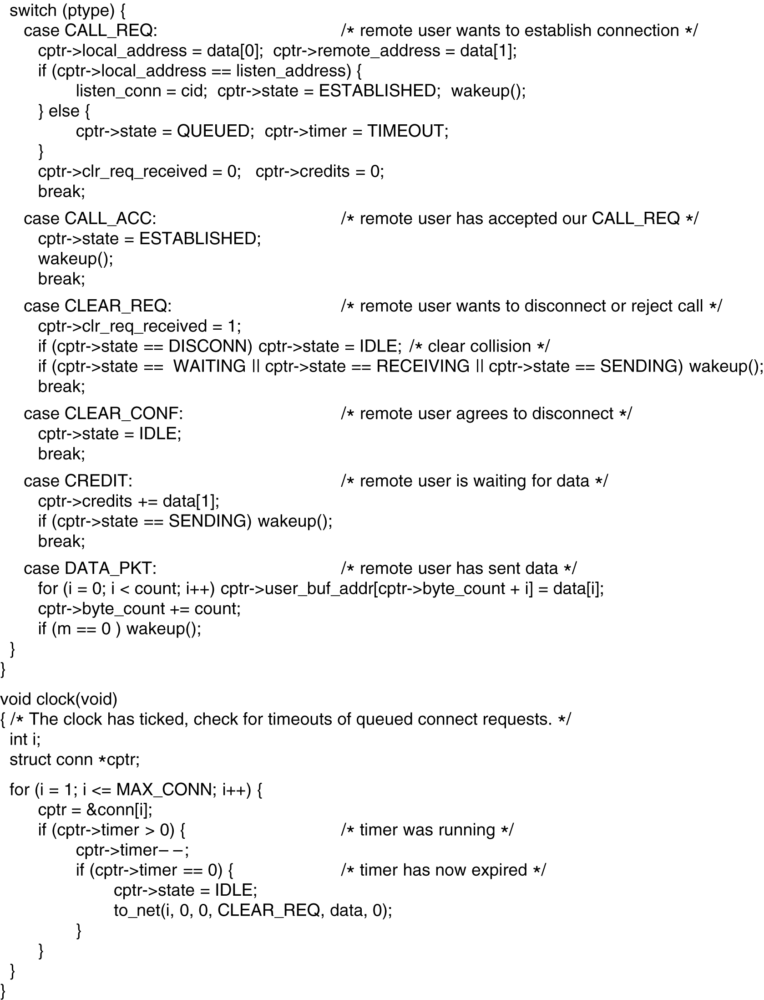 switch (ptype) {
case CALL_REQ: /* remote user wants to establish connection */
cptr->local_address = data[0]; cptr->remote_address = data[1];
if (cptr->local_address == listen_address) {
listen_conn = cid; cptr->state = ESTABLISHED; wakeup();
} else {
cptr->state = QUEUED; cptr->timer = TIMEOUT;
}
cptr->clr_req_received = 0; cptr->credits = 0;
break;
case CALL_ACC: /* remote user has accepted our CALL_REQ */
cptr->state = ESTABLISHED;
wakeup();
break;
case CLEAR_REQ: /* remote user wants to disconnect or reject call */
cptr->clr_req_received = 1;
if (cptr->state == DISCONN) cptr->state = IDLE; /* clear collision */
if (cptr->state == WAITING || cptr->state == RECEIVING || cptr->state == SENDING) wakeup();
break;
case CLEAR_CONF: /* remote user agrees to disconnect */
cptr->state = IDLE;
break;
case CREDIT: /* remote user is waiting for data */
cptr->credits += data[1];
if (cptr->state == SENDING) wakeup();
break;
case DATA_PKT: /* remote user has sent data */
for (i = 0; i < count; i++) cptr->user_buf_addr[cptr->byte_count + i] = data[i];
cptr->byte_count += count;
if (m == 0 ) wakeup();
}
}
void clock(void)
{ /* The clock has ticked, check for timeouts of queued connect requests. */
int i;
struct conn *cptr;
for (i = 1; i <= MAX_CONN; i++) {
cptr = &conn[i];
if (cptr->timer > 0) { /* timer was running */
cptr->timer– –;
if (cptr->timer == 0) { /* timer has now expired */
cptr->state = IDLE;
to_net(i, 0, 0, CLEAR_REQ, data, 0);
}
}
}
}